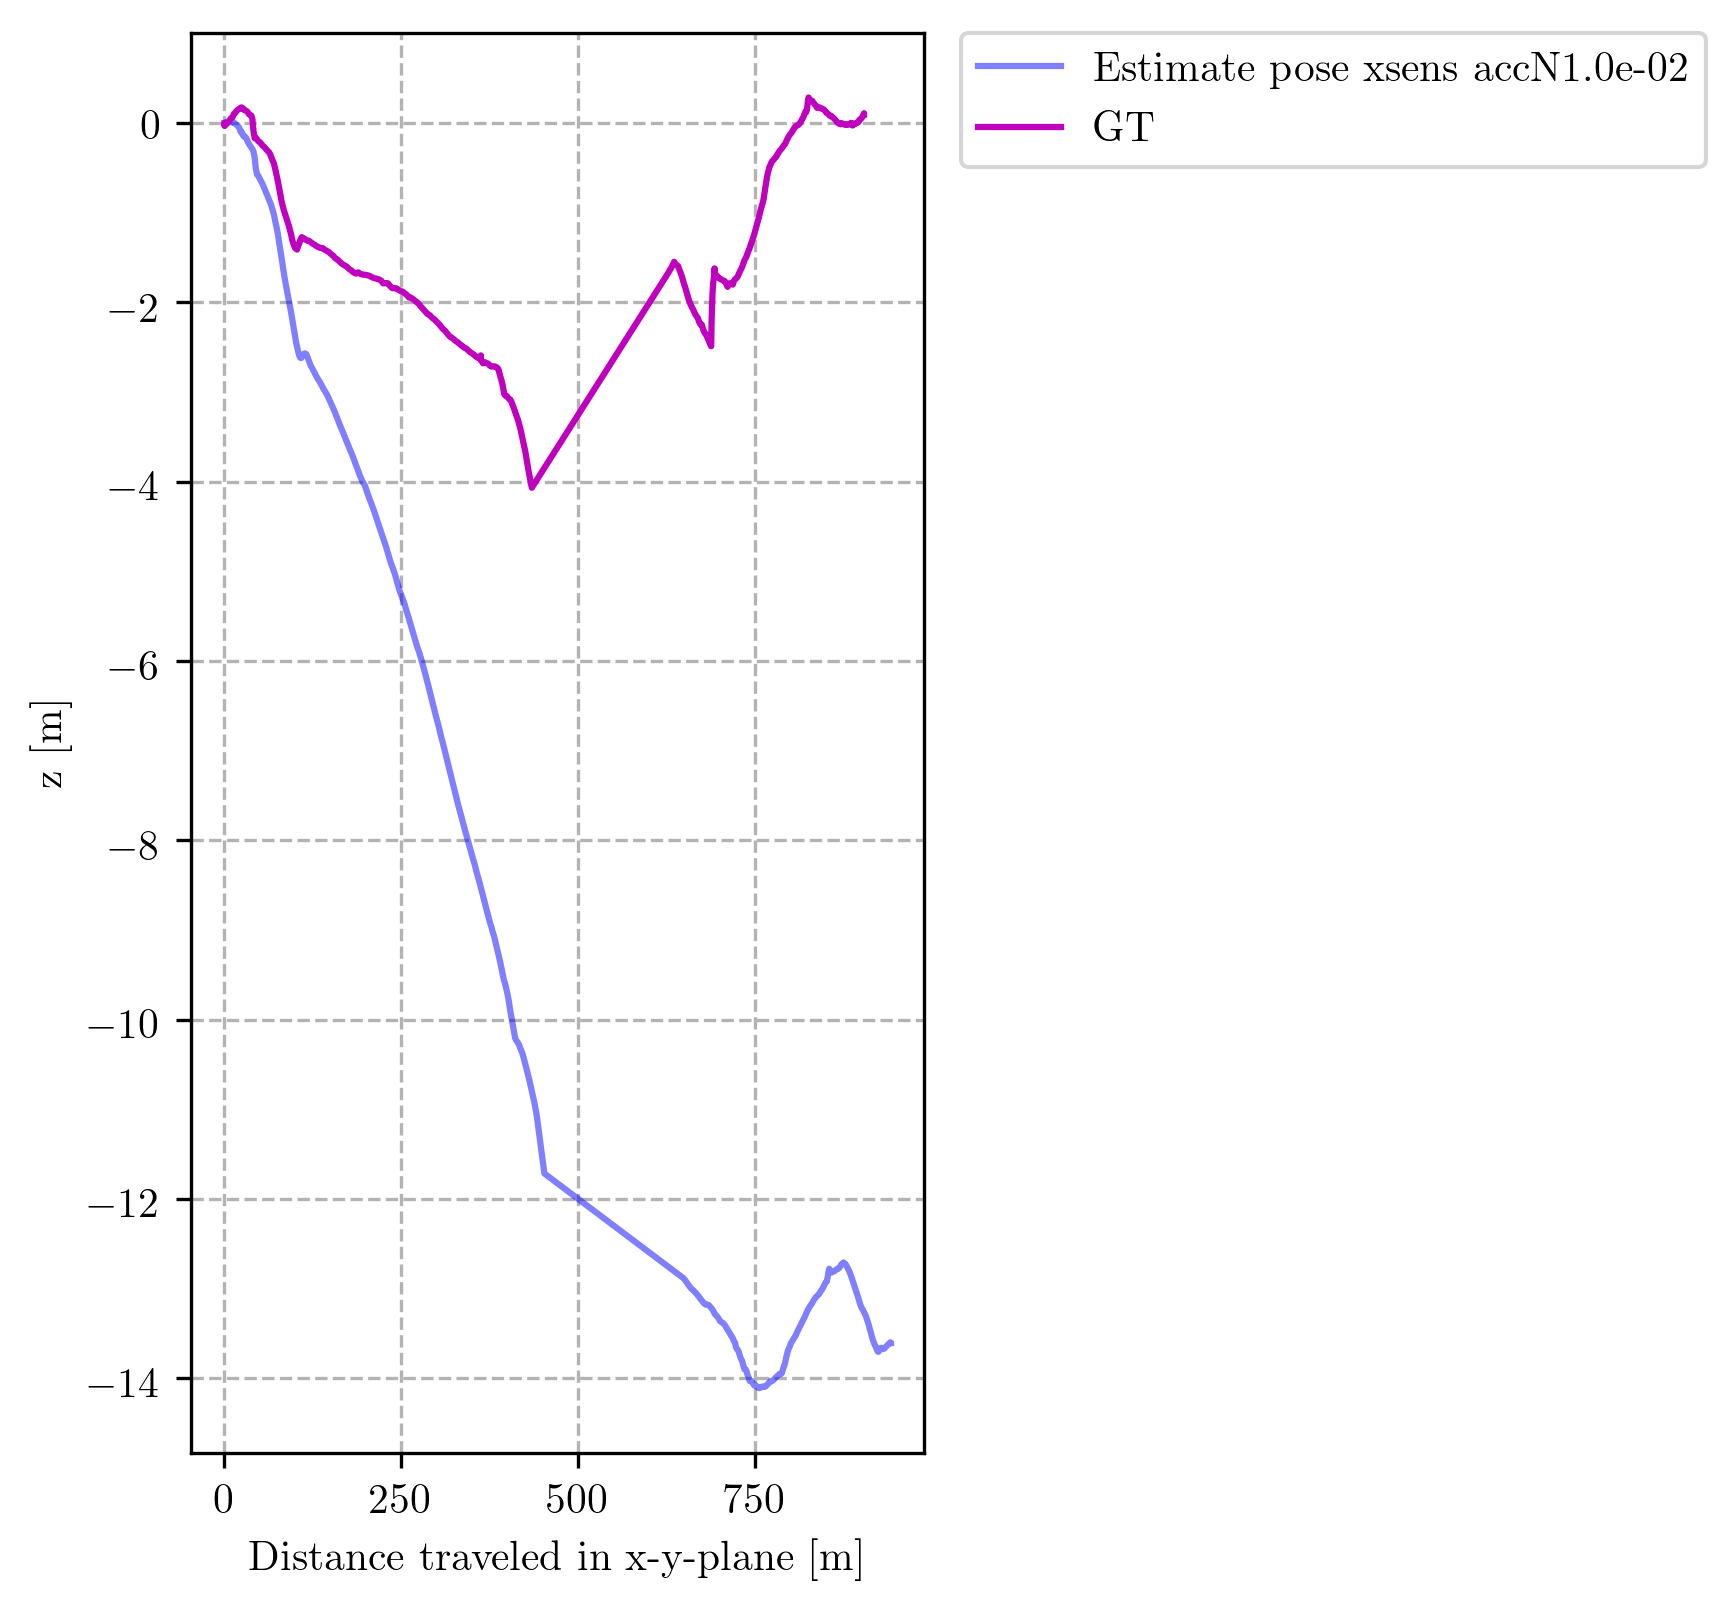 Estimate pose xsens accN1.0e-02
GT
0
−2
−4
−6
−8
−10
−12
−14
z [m]
0 250 500 750
Distance traveled in x-y-plane [m]